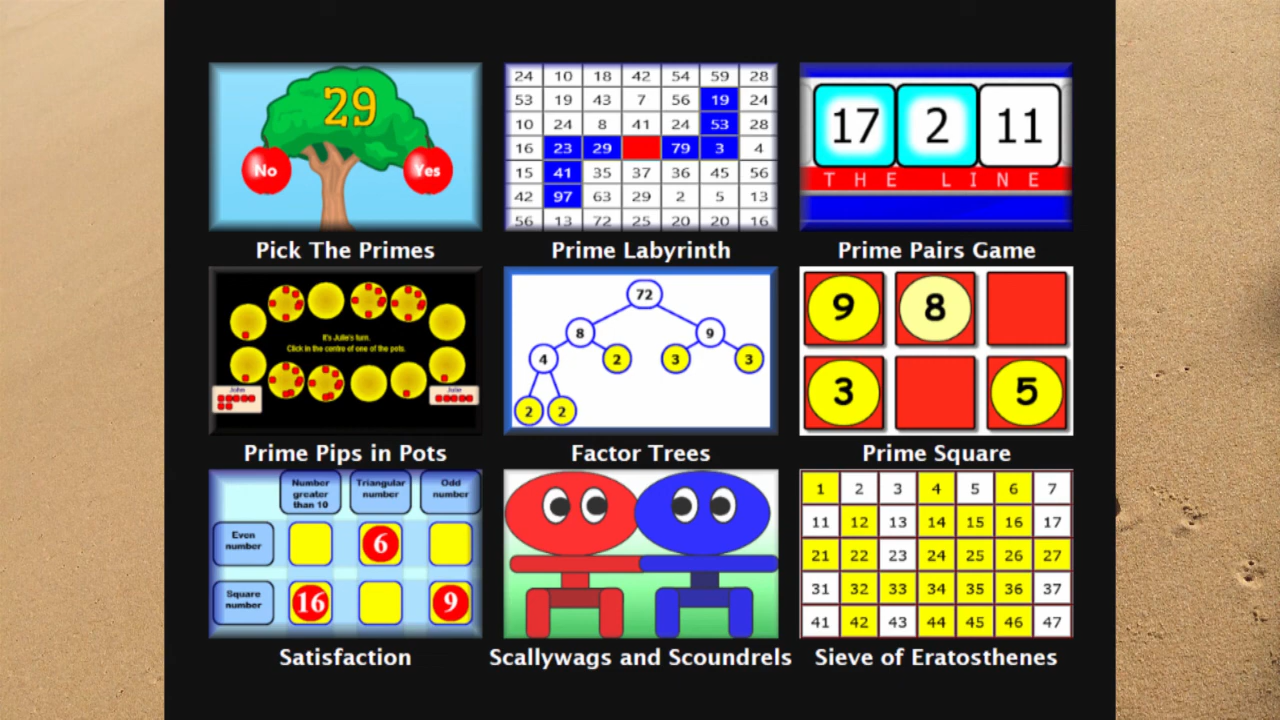 29
No
Yes
Pick The Primes
24 10 18 42 54 59 28
53 19 43 7 56 19 24
10 24 8 41 24 53 28
16 23 29 79 3 4
15 41 35 37 36 45 56
42 97 63 29 2 5 13
56 13 72 25 20 20 16
Prime Labyrinth
17 2 11
THE LINE
Prime Pairs Game
It's Julie's turn.
Click in the centre of one of the pots.
John
Julie
Prime Pips in Pots
72
8 9
4 2 3 3
2 2
Factor Trees
9 8
3 5
Prime Square
Number
greater
than 10
Triangular
number
Odd
number
Even
number
6
Square
number
16 9
Satisfaction
Scallywags and Scoundrels
1 2 3 4 5 6 7
11 12 13 14 15 16 17
21 22 23 24 25 26 27
31 32 33 34 35 36 37
41 42 43 44 45 46 47
Sieve of Eratosthenes